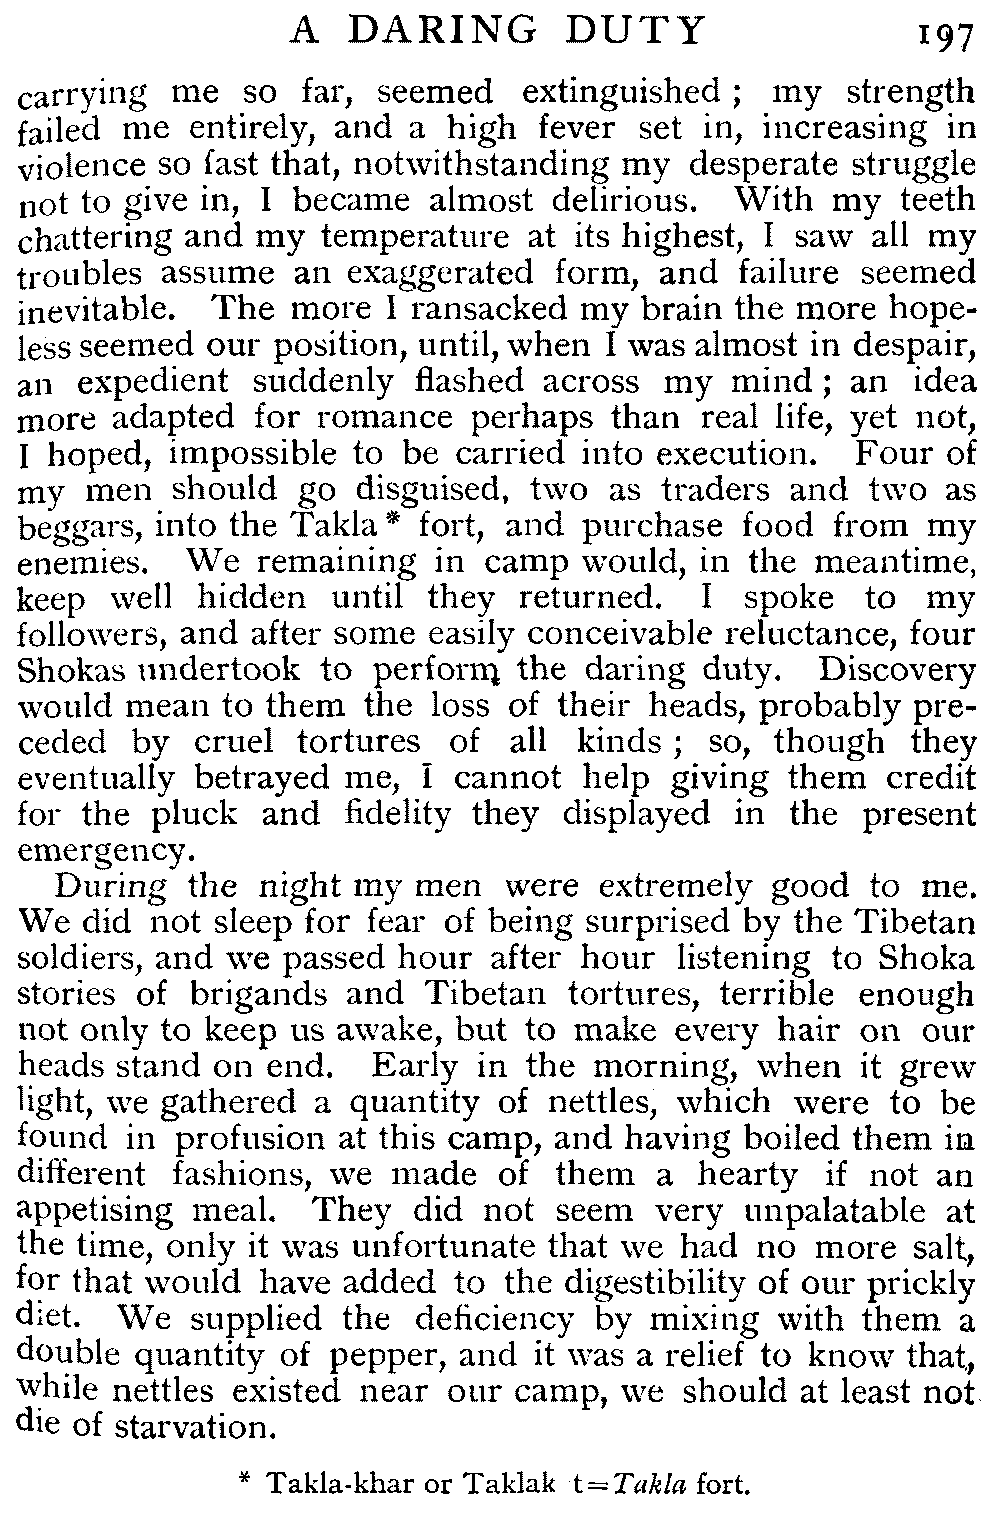 A DARING DUTY 197
carrying me so far, seemed extinguished ; my strength
failed me entirely, and a high fever set in, increasing in
violence so fast that, notwithstanding my desperate struggle
not to give in, I became almost delirious. With my teeth
chattering and my temperature at its highest, I saw all my
troubles assume an exaggerated form, and failure seemed
inevitable. The more I ransacked my brain the more hope-
less seemed our position, until, when I was almost in despair,
an expedient suddenly flashed across my mind ; an idea
more adapted for romance perhaps than real life, yet not,
I hoped, impossible to be carried into execution. Four of
my men should go disguised, two as traders and two as
beggars, into the Takla * fort, and purchase food from my
enemies. We remaining in camp would, in the meantime,
keep well hidden until they returned. I spoke to my
followers, and after some easily conceivable reluctance, four
Shokas undertook to perform the daring duty. Discovery
would mean to them the loss of their heads, probably pre-
ceded by cruel tortures of all kinds ; so, though they
eventually betrayed me, I cannot help giving them credit
for the pluck and fidelity they displayed in the present
emergency.
During the night my men were extremely good to me.
We did not sleep for fear of being surprised by the Tibetan
soldiers, and we passed hour after hour listening to Shoka
stories of brigands and Tibetan tortures, terrible enough
not only to keep us awake, but to make every hair on our
heads stand on end. Early in the morning, when it grew
light, we gathered a quantity of nettles, which were to be
found in profusion at this camp, and having boiled them in
different fashions, we made of them a hearty if not an
appetising meal. They did not seem very unpalatable at
the time, only it was unfortunate that we had no more salt,
for that would have added to the digestibility of our prickly
diet. We supplied the deficiency by mixing with them a
double quantity of pepper, and it was a relief to know that,
while nettles existed near our camp, we should at least not
die of starvation.
* Takla-khar or Taklak t=Takla fort.